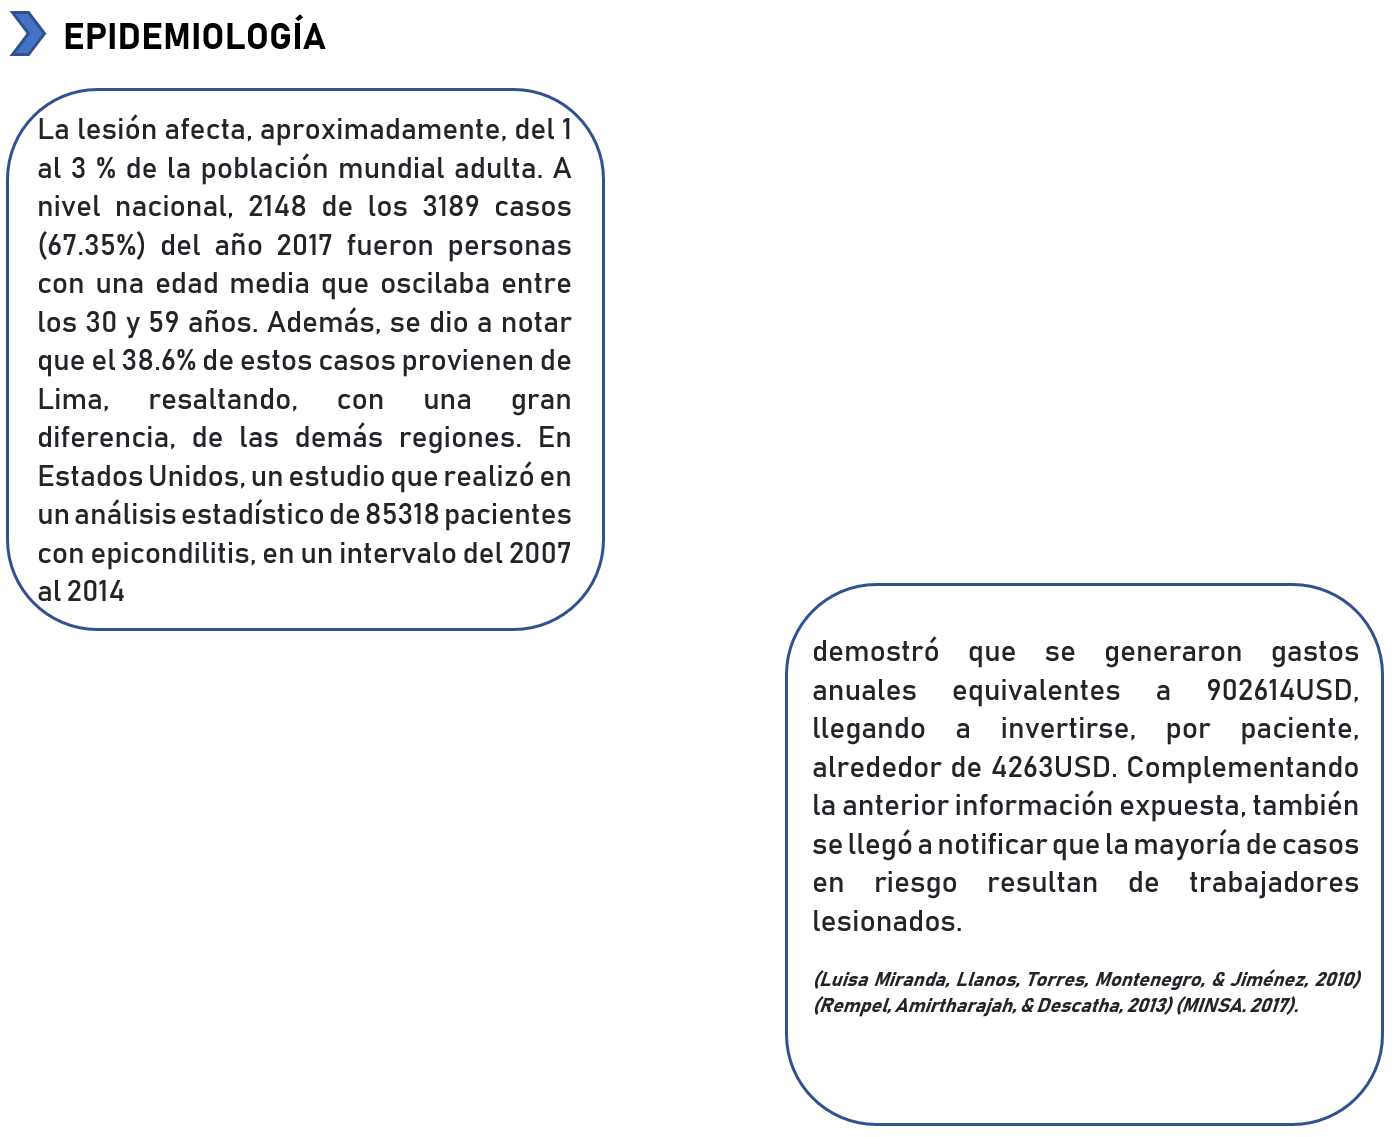 EPIDEMIOLOGÍA
La lesión afecta, aproximadamente, del 1
al 3 % de la población mundial adulta. A
nivel nacional, 2148 de los 3189 casos
(67.35%) del año 2017 fueron personas
con una edad media que oscilaba entre
los 30 y 59 años. Además, se dio a notar
que el 38.6% de estos casos provienen de
Lima, resaltando, con una gran
diferencia, de las demás regiones. En
Estados Unidos, un estudio que realizó en
un análisis estadístico de 85318 pacientes
con epicondilitis, en un intervalo del 2007
al 2014
demostró que se generaron gastos
anuales equivalentes a 902614USD,
llegando a invertirse, por paciente,
alrededor de 4263USD. Complementando
la anterior información expuesta, también
se llegó a notificar que la mayoría de casos
en riesgo resultan de trabajadores
lesionados.
(Luisa Miranda, Llanos, Torres, Montenegro, & Jiménez, 2010)
(Rempel, Amirtharajah, & Descatha, 2013) (MINSA. 2017).